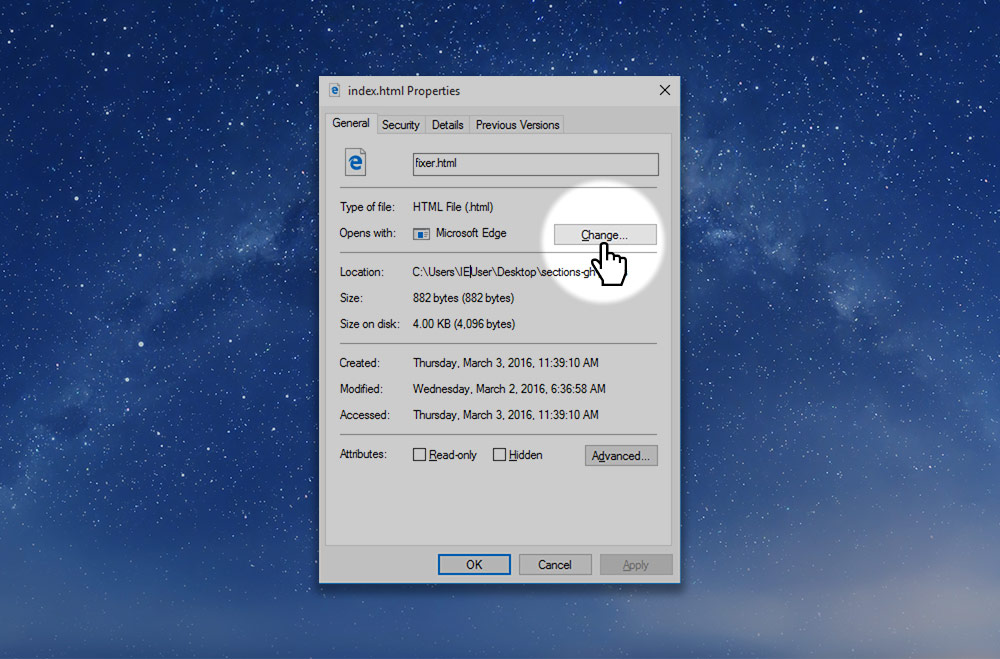 index.html Properties
General Security Details Previous Versions
fixer.html
Type of file: HTML File (.html)
Opens with: Microsoft Edge Change...
Location: C:\Users\IEUser\Desktop\sections-gh
Size: 882 bytes (882 bytes)
Size on disk: 4.00 KB (4,096 bytes)
Created: Thursday, March 3, 2016, 11:39:10 AM
Modified: Wednesday, March 2, 2016, 6:36:58 AM
Accessed: Thursday, March 3, 2016, 11:39:10 AM
Attributes: Read-only Hidden Advanced...
OK Cancel Apply